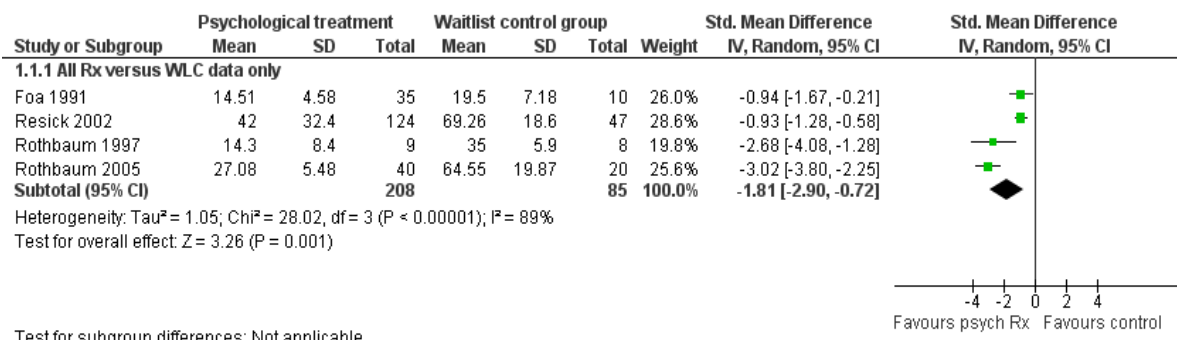 Psychological treatment Waitlist control group Std. Mean Difference Std. Mean Difference
Study or Subgroup Mean SD Total Mean SD Total Weight IV, Random, 95% CI IV, Random, 95% CI
1.1.1 All Rx versus WLC data only
Foa 1991 14.51 4.58 35 19.5 7.18 10 26.0% -0.94 [-1.67, -0.21]
Resick 2002 42 32.4 124 69.26 18.6 47 28.6% -0.93 [-1.28, -0.58]
Rothbaum 1997 14.3 8.4 9 35 5.9 8 19.8% -2.68 [-4.08, -1.28]
Rothbaum 2005 27.08 5.48 40 64.55 19.87 20 25.6% -3.02 [-3.80, -2.25]
Subtotal (95% CI) 208 85 100.0% -1.81 [-2.90, -0.72]
Heterogeneity: Tau² = 1.05; Chi² = 28.02, df = 3 (P < 0.00001); I² = 89%
Test for overall effect: Z = 3.26 (P = 0.001)
-4 -2 0 2 4
Favours psych Rx Favours control
Test for subgroup differences: Not applicable